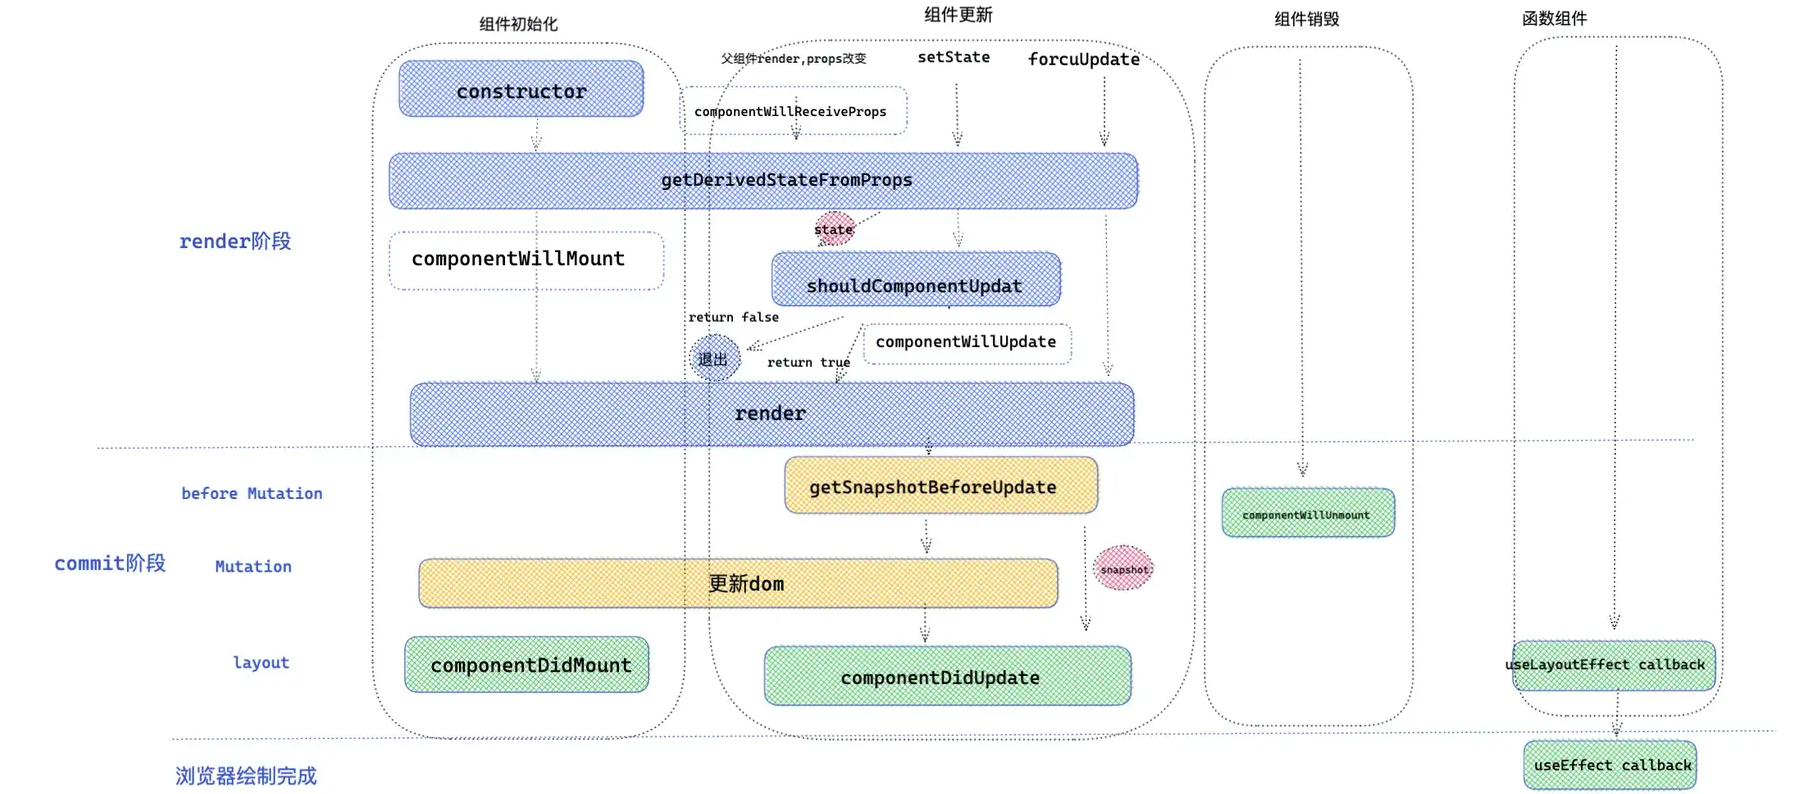 组件初始化
组件更新
组件销毁
函数组件
父组件render,props改变
setState
forcuUpdate
constructor
componentWillReceiveProps
getDerivedStateFromProps
state
render阶段
componentWillMount
shouldComponentUpdat
return false
componentWillUpdate
退出
return true
render
before Mutation
getSnapshotBeforeUpdate
componentWillUnmount
commit阶段
Mutation
更新dom
snapshot
layout
componentDidMount
componentDidUpdate
useLayoutEffect callback
浏览器绘制完成
useEffect callback